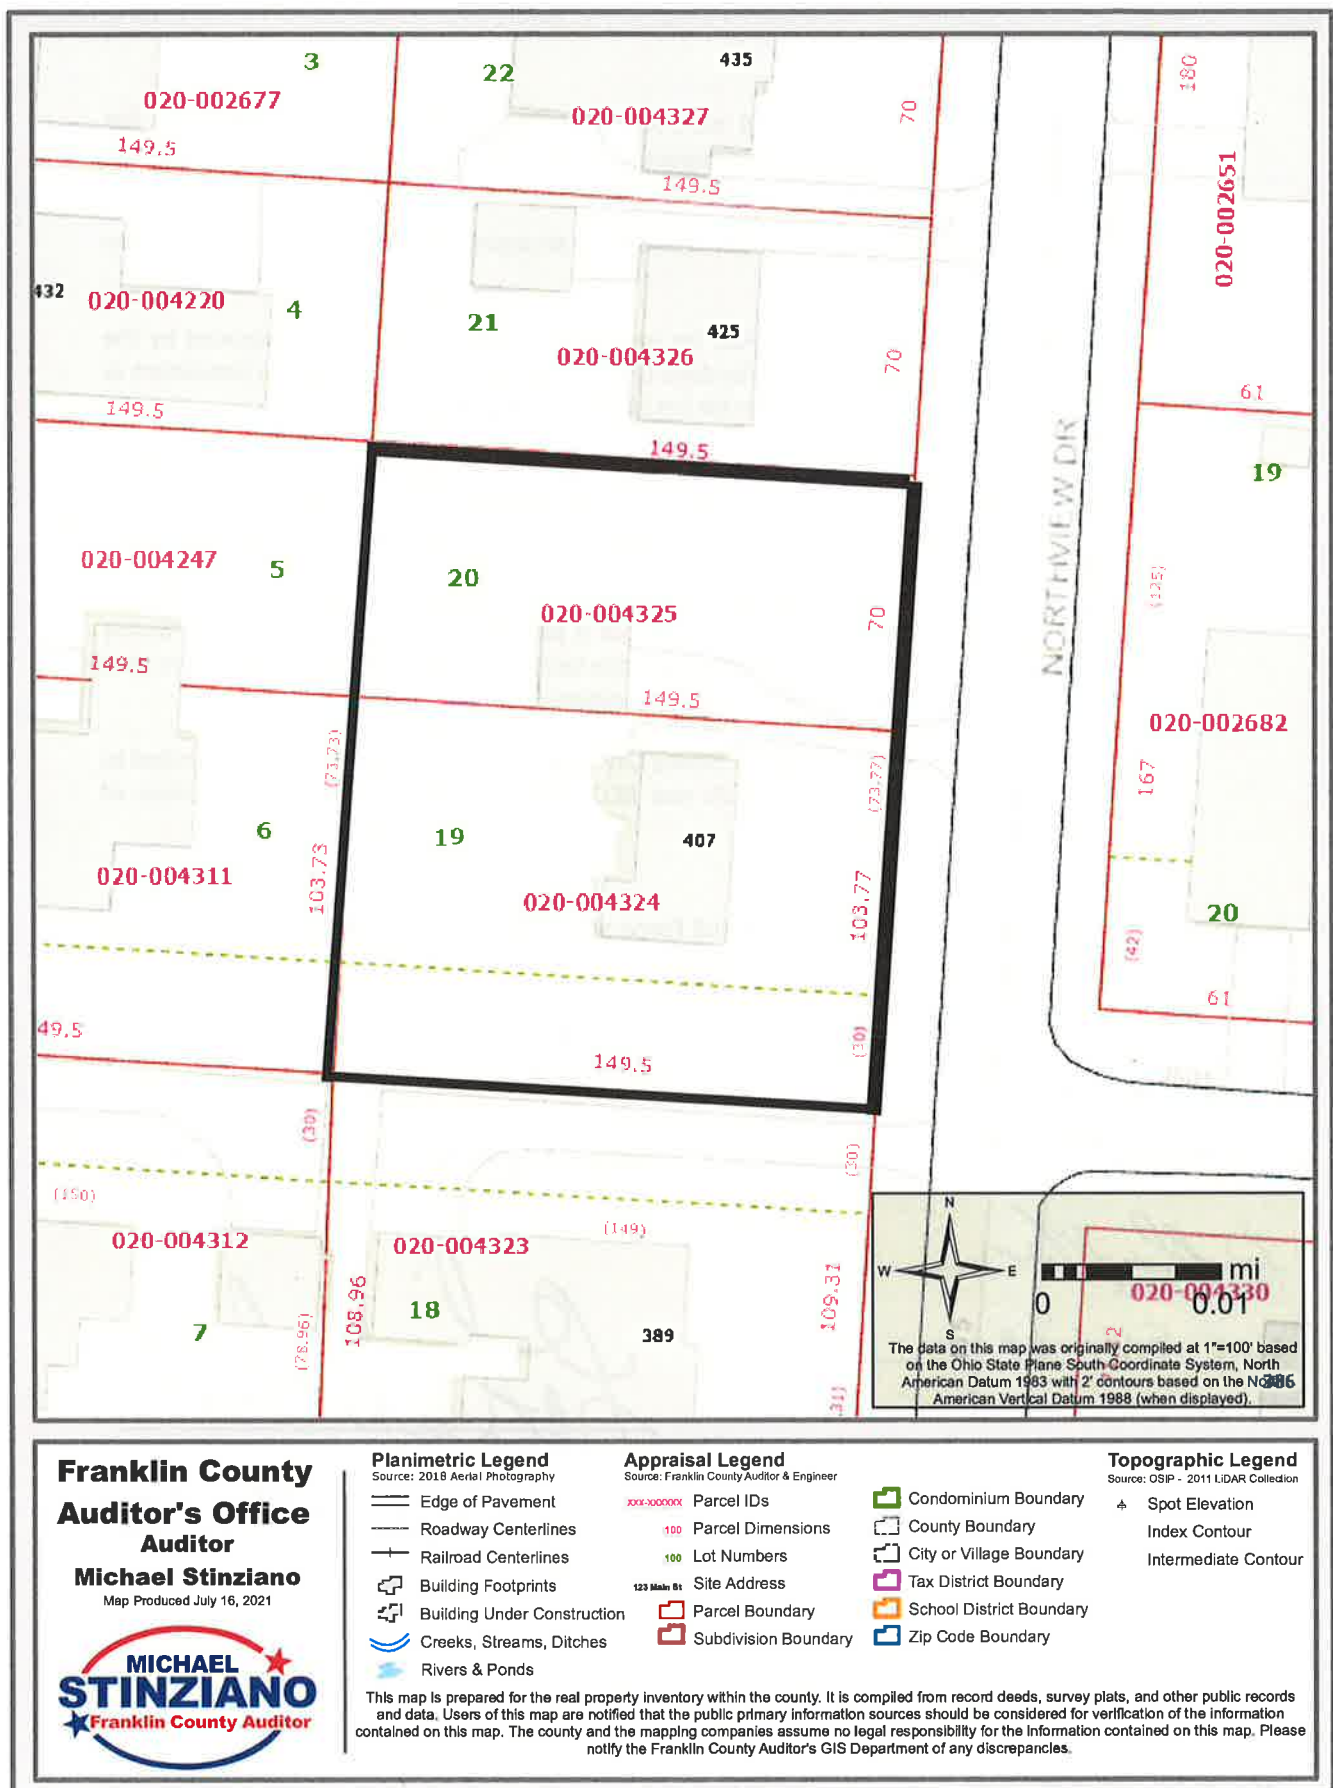 3
020-002677
149.5
22
435
020-004327
70
149.5
180
020-002651
432
020-004220
4
149.5
21
425
020-004326
70
149.5
61
19
NORTHVIEW DR
020-004247
5
149.5
20
020-004325
70
149.5
(125)
020-002682
167
20
(42)
61
(73.73)
103.73
6
020-004311
49.5
19
407
020-004324
(73.77)
103.77
(30)
149.5
(30)
(30)
(150)
020-004312
7
(78.96)
108.96
020-004323
(149)
18
389
109.31
.31)
N
W
E
S
mi
0
0.01
020-004330
The data on this map was originally compiled at 1"=100' based
on the Ohio State Plane South Coordinate System, North
American Datum 1983 with 2' contours based on the
American Vertical Datum 1988 (when displayed).
386
Franklin County
Auditor's Office
Auditor
Michael Stinziano
Map Produced July 16, 2021
MICHAEL
STINZIANO
Franklin County Auditor
Planimetric Legend
Source: 2018 Aerial Photography
Edge of Pavement
Roadway Centerlines
Railroad Centerlines
Building Footprints
Building Under Construction
Creeks, Streams, Ditches
Rivers & Ponds
Appraisal Legend
Source: Franklin County Auditor & Engineer
xxx-xxxxxx Parcel IDs
100 Parcel Dimensions
100 Lot Numbers
123 Main St Site Address
Parcel Boundary
Subdivision Boundary
Condominium Boundary
County Boundary
City or Village Boundary
Tax District Boundary
School District Boundary
Zip Code Boundary
Topographic Legend
Source: OSIP - 2011 LiDAR Collection
Spot Elevation
Index Contour
Intermediate Contour
This map is prepared for the real property inventory within the county. It is compiled from record deeds, survey plats, and other public records
and data. Users of this map are notified that the public primary information sources should be considered for verification of the information
contained on this map. The county and the mapping companies assume no legal responsibility for the information contained on this map. Please
notify the Franklin County Auditor's GIS Department of any discrepancies.